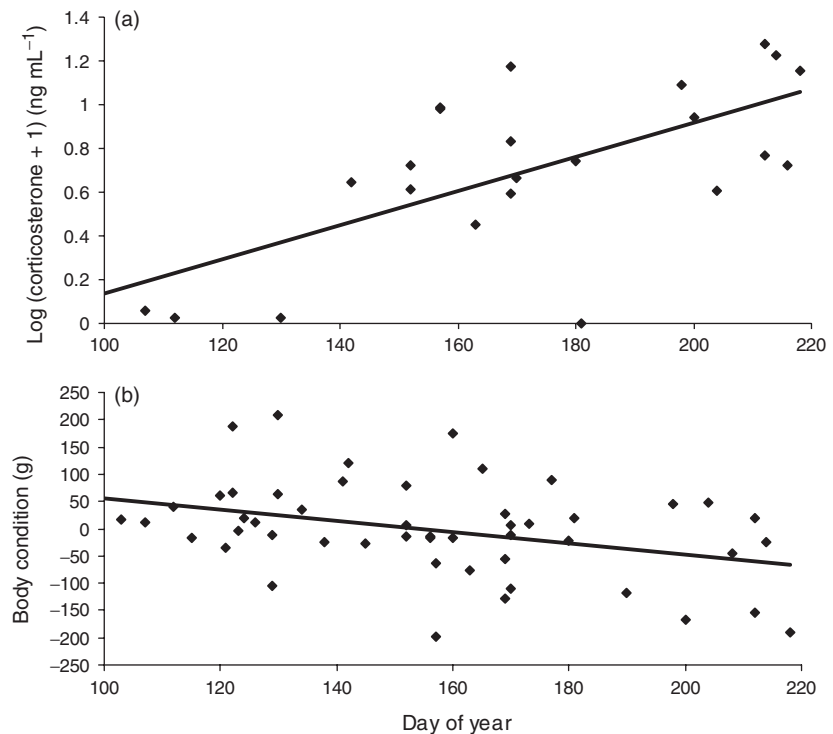 (a)
Log (corticosterone + 1) (ng mL⁻¹)
1.4
1.2
1
0.8
0.6
0.4
0.2
0
100 120 140 160 180 200 220
(b)
Body condition (g)
250
200
150
100
50
0
−50
−100
−150
−200
−250
100 120 140 160 180 200 220
Day of year